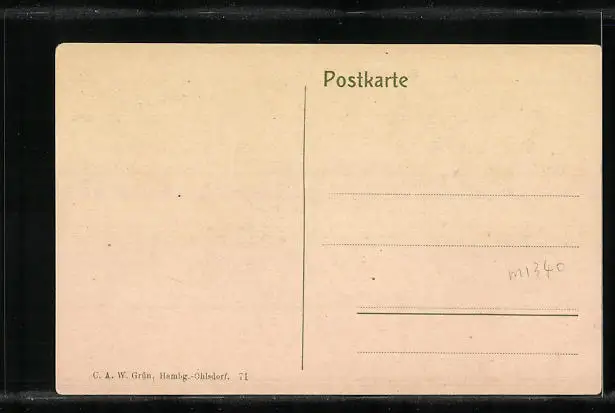 Postkarte
m1340
C. A. W. Grün, Hambg.-Ohlsdorf. 71